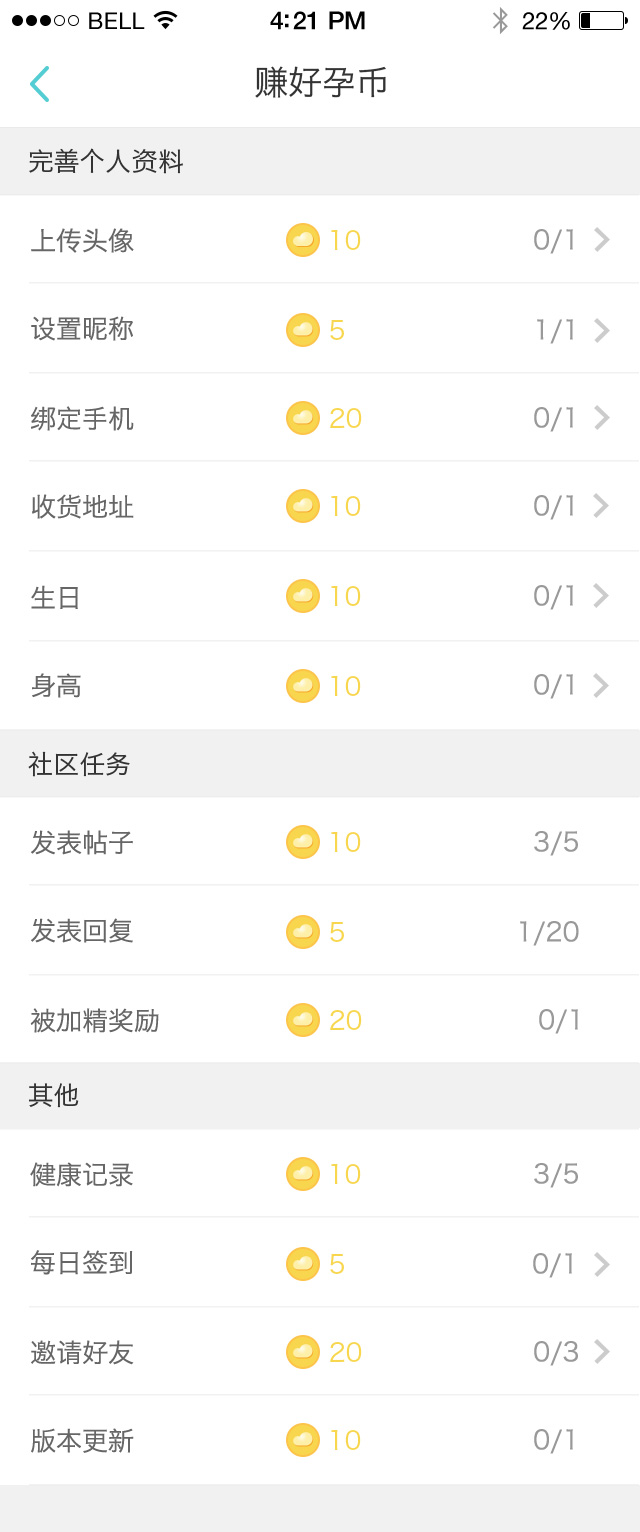 BELL 4:21 PM 22%
赚好孕币
完善个人资料
上传头像 10 0/1
设置昵称 5 1/1
绑定手机 20 0/1
收货地址 10 0/1
生日 10 0/1
身高 10 0/1
社区任务
发表帖子 10 3/5
发表回复 5 1/20
被加精奖励 20 0/1
其他
健康记录 10 3/5
每日签到 5 0/1
邀请好友 20 0/3
版本更新 10 0/1